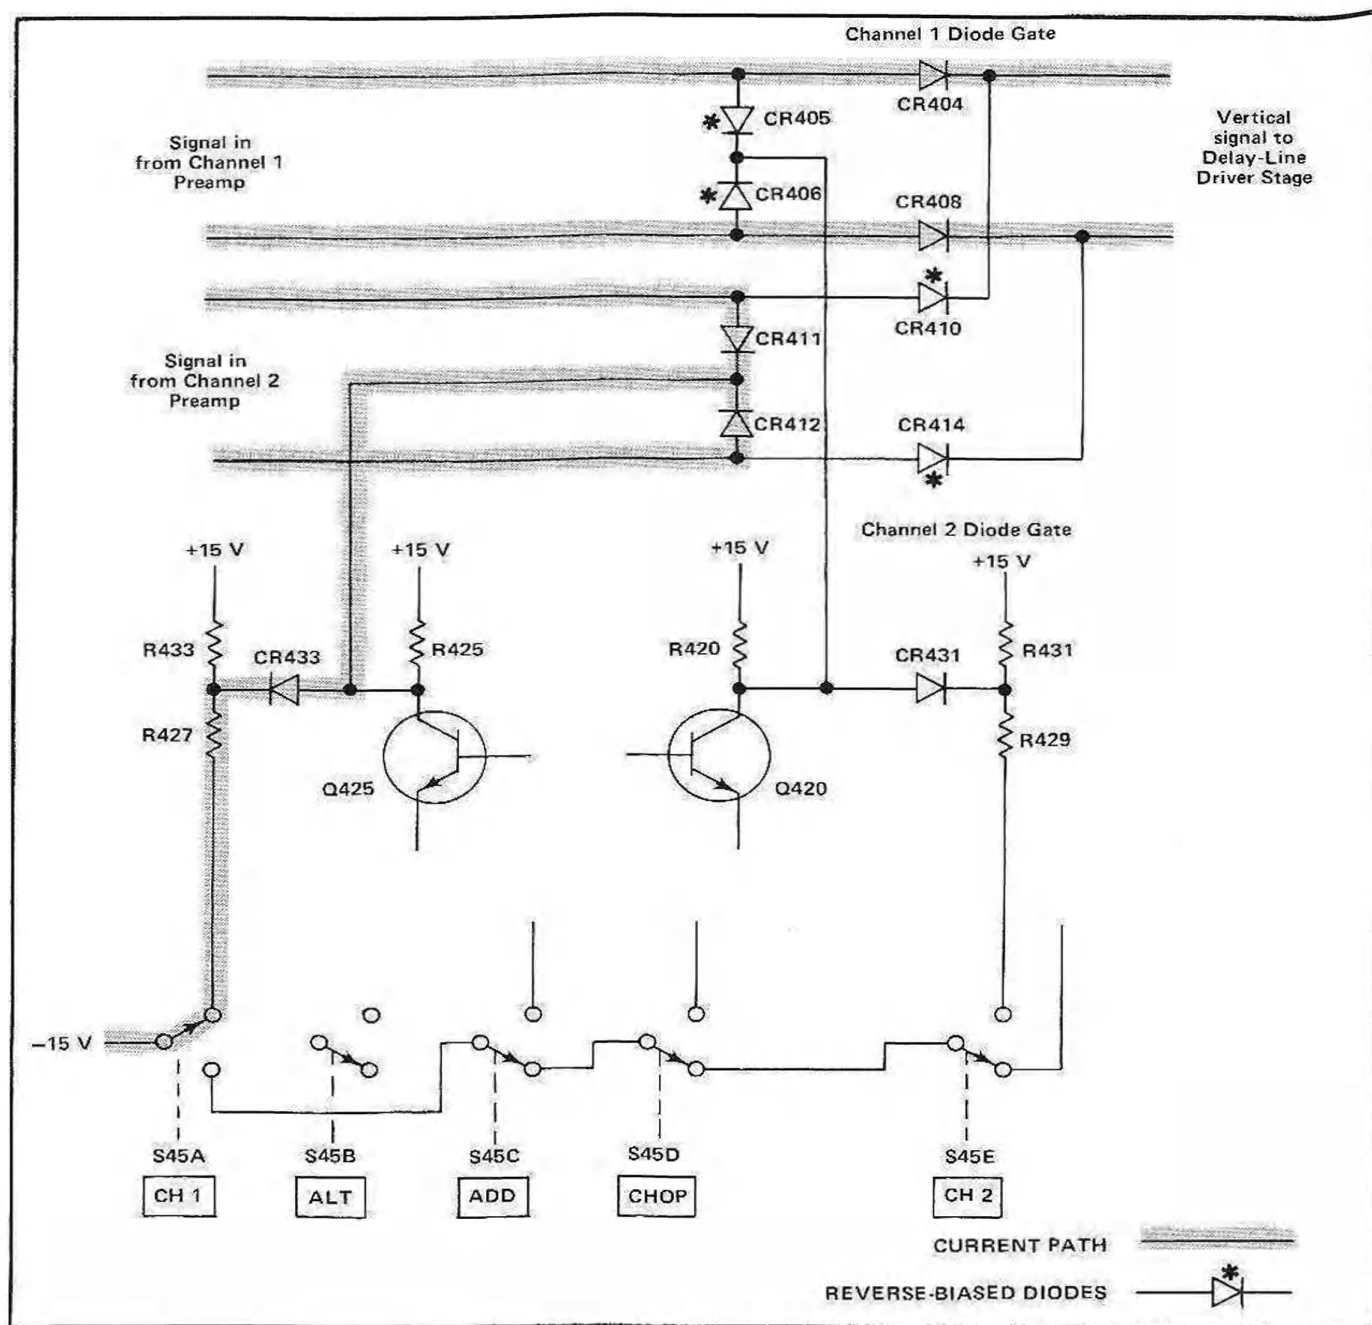 Channel 1 Diode Gate
CR404
CR405
*
Signal in
from Channel 1
Preamp
Vertical
signal to
Delay-Line
Driver Stage
*
CR406
CR408
*
CR410
CR411
Signal in
from Channel 2
Preamp
CR412
CR414
*
Channel 2 Diode Gate
+15 V
+15 V
+15 V
+15 V
R433
CR433
R425
R420
CR431
R431
R427
R429
Q425
Q420
–15 V
S45A
S45B
S45C
S45D
S45E
CH 1
ALT
ADD
CHOP
CH 2
CURRENT PATH
*
REVERSE-BIASED DIODES